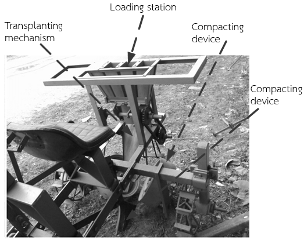 Loading station
Transplanting
mechanism
Compacting
device
Compacting
device